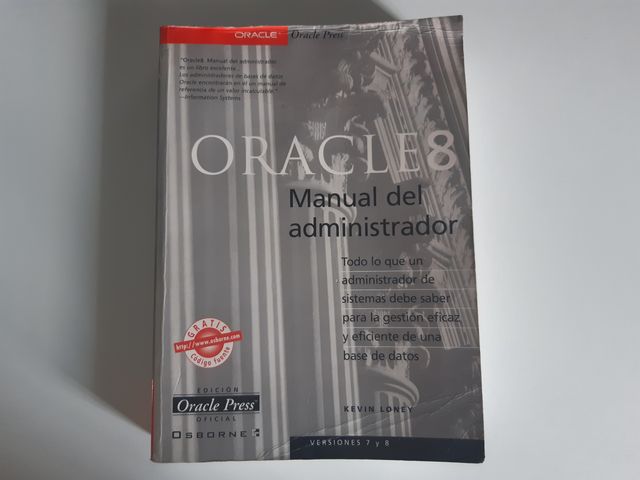 ORACLE
Oracle Press
"Oracle8. Manual del administrador
es un libro excelente...
Los administradores de bases de datos
Oracle encontrarán en él un manual de
referencia de un valor incalculable."
—Information Systems
ORACLE8
Manual del
administrador
Todo lo que un
administrador de
sistemas debe saber
para la gestión eficaz
y eficiente de una
base de datos
GRATIS
http://www.osborne.com
código fuente
EDICIÓN
Oracle Press
OFICIAL
OSBORNE
KEVIN LONEY
VERSIONES 7 y 8